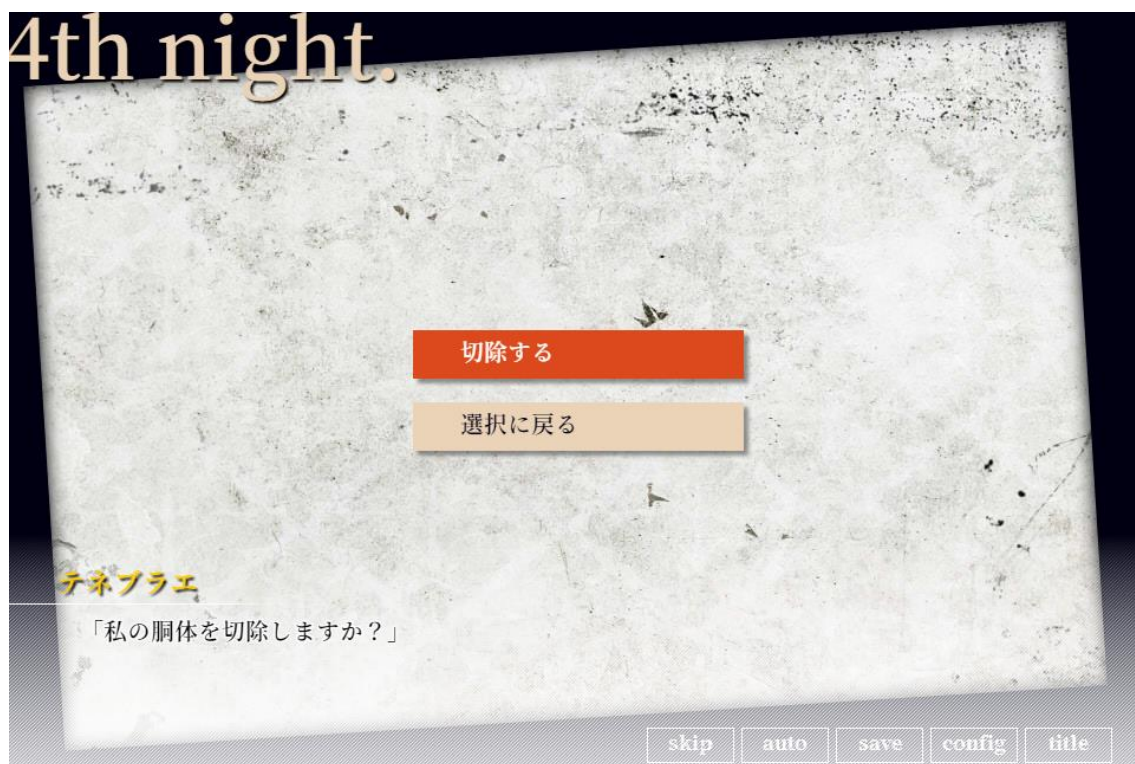 4th night.
切除する
選択に戻る
テネブラエ
「私の胴体を切除しますか？」
skip auto save config title